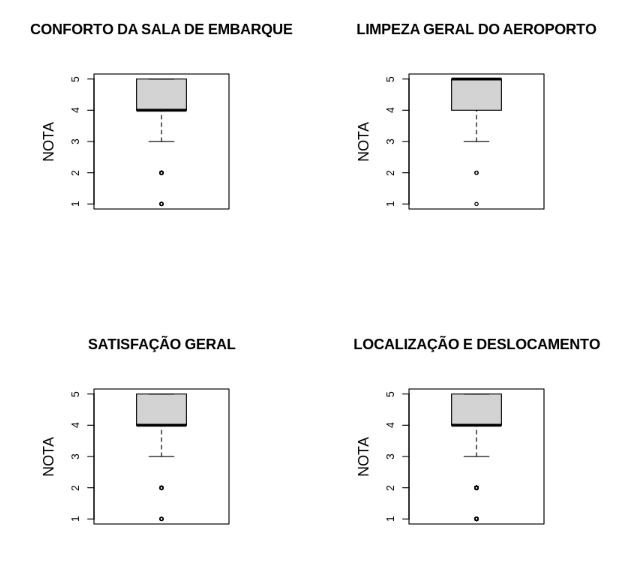 CONFORTO DA SALA DE EMBARQUE
NOTA
5
4
3
2
1
LIMPEZA GERAL DO AEROPORTO
NOTA
5
4
3
2
1
SATISFAÇÃO GERAL
NOTA
5
4
3
2
1
LOCALIZAÇÃO E DESLOCAMENTO
NOTA
5
4
3
2
1